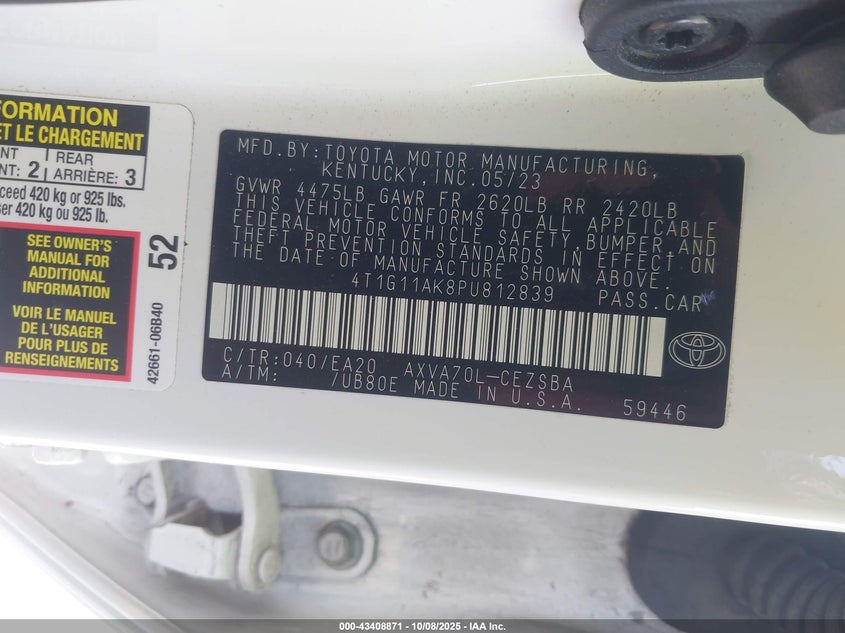 FORMATION
ET LE CHARGEMENT
NT
NT: 2
REAR
ARRIÈRE: 3
ceed 420 kg or 925 lbs.
ser 420 kg ou 925 lb.
SEE OWNER'S
MANUAL FOR
ADDITIONAL
INFORMATION
VOIR LE MANUEL
DE L'USAGER
POUR PLUS DE
RENSEIGNEMENTS
52
42661-06B40
MFD.BY:TOYOTA MOTOR MANUFACTURING,
KENTUCKY,INC.05/23
GVWR 4475LB GAWR FR 2620LB RR 2420LB
THIS VEHICLE CONFORMS TO ALL APPLICABLE
FEDERAL MOTOR VEHICLE SAFETY,BUMPER,AND
THEFT PREVENTION STANDARDS IN EFFECT ON
THE DATE OF MANUFACTURE SHOWN ABOVE.
4T1G11AK8PU812839 PASS.CAR
C/TR:040/EA20 AXVA70L-CEZSBA
A/TM: /UB80E MADE IN U.S.A.
59446
000-43408871 - 10/08/2025 - IAA Inc.